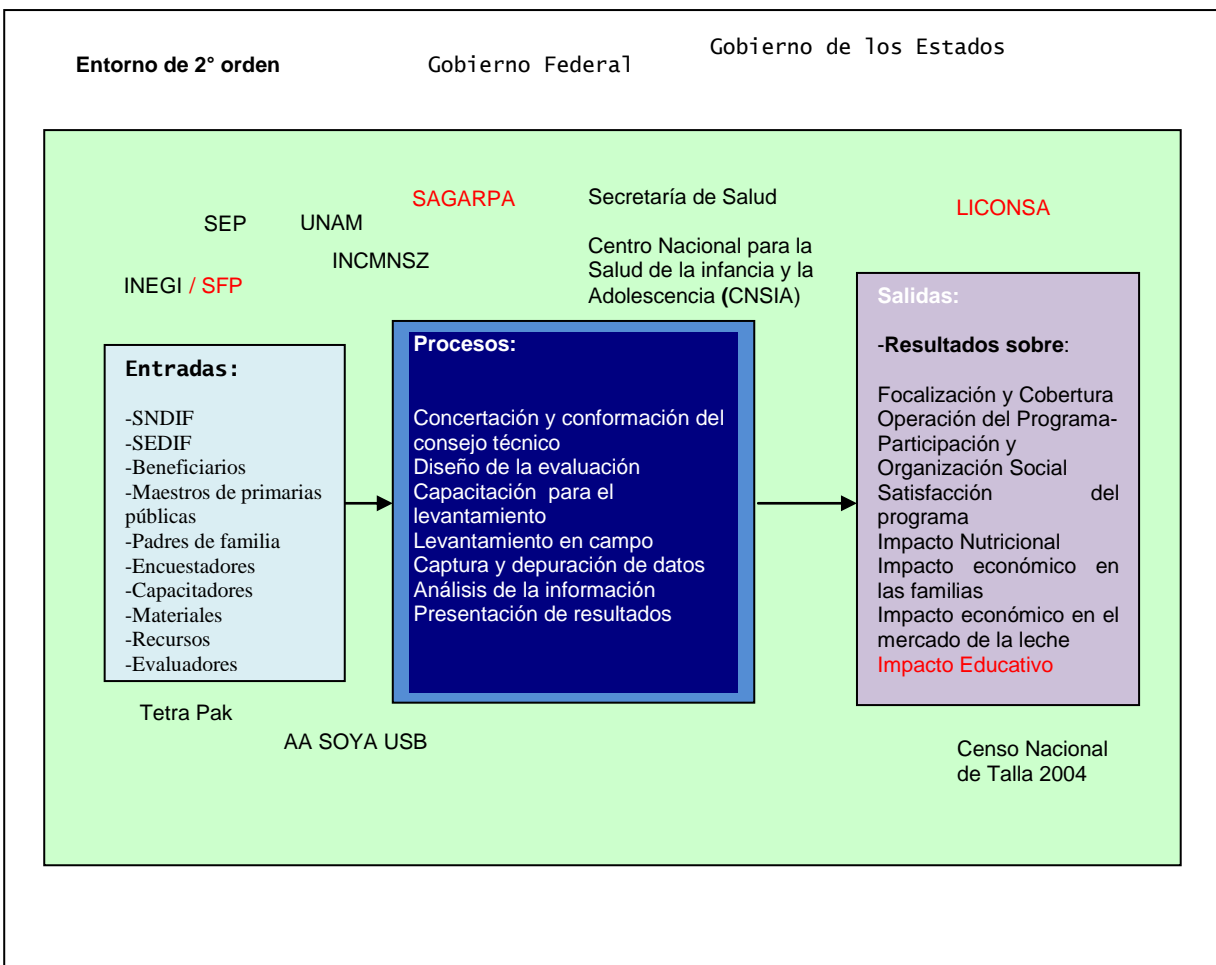 Entorno de 2° orden
Gobierno Federal
Gobierno de los Estados
SEP
UNAM
SAGARPA
INCMNSZ
INEGI / SFP
Secretaría de Salud
Centro Nacional para la
Salud de la infancia y la
Adolescencia (CNSIA)
LICONSA
Entradas:
-SNDIF
-SEDIF
-Beneficiarios
-Maestros de primarias
públicas
-Padres de familia
-Encuestadores
-Capacitadores
-Materiales
-Recursos
-Evaluadores
Procesos:
Concertación y conformación del
consejo técnico
Diseño de la evaluación
Capacitación para el
levantamiento
Levantamiento en campo
Captura y depuración de datos
Análisis de la información
Presentación de resultados
Salidas:
-Resultados sobre:
Focalización y Cobertura
Operación del Programa-
Participación y
Organización Social
Satisfacción del
programa
Impacto Nutricional
Impacto económico en
las familias
Impacto económico en el
mercado de la leche
Impacto Educativo
Tetra Pak
AA SOYA USB
Censo Nacional
de Talla 2004